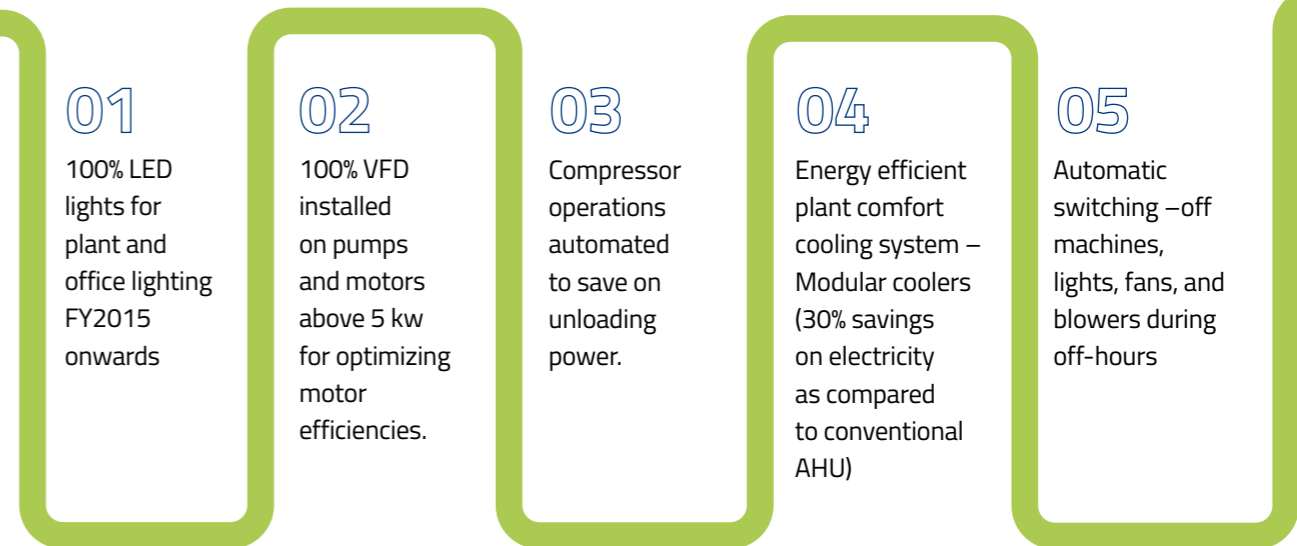 01
100% LED
lights for
plant and
office lighting
FY2015
onwards
02
100% VFD
installed
on pumps
and motors
above 5 kw
for optimizing
motor
efficiencies.
03
Compressor
operations
automated
to save on
unloading
power.
04
Energy efficient
plant comfort
cooling system –
Modular coolers
(30% savings
on electricity
as compared
to conventional
AHU)
05
Automatic
switching –off
machines,
lights, fans, and
blowers during
off-hours